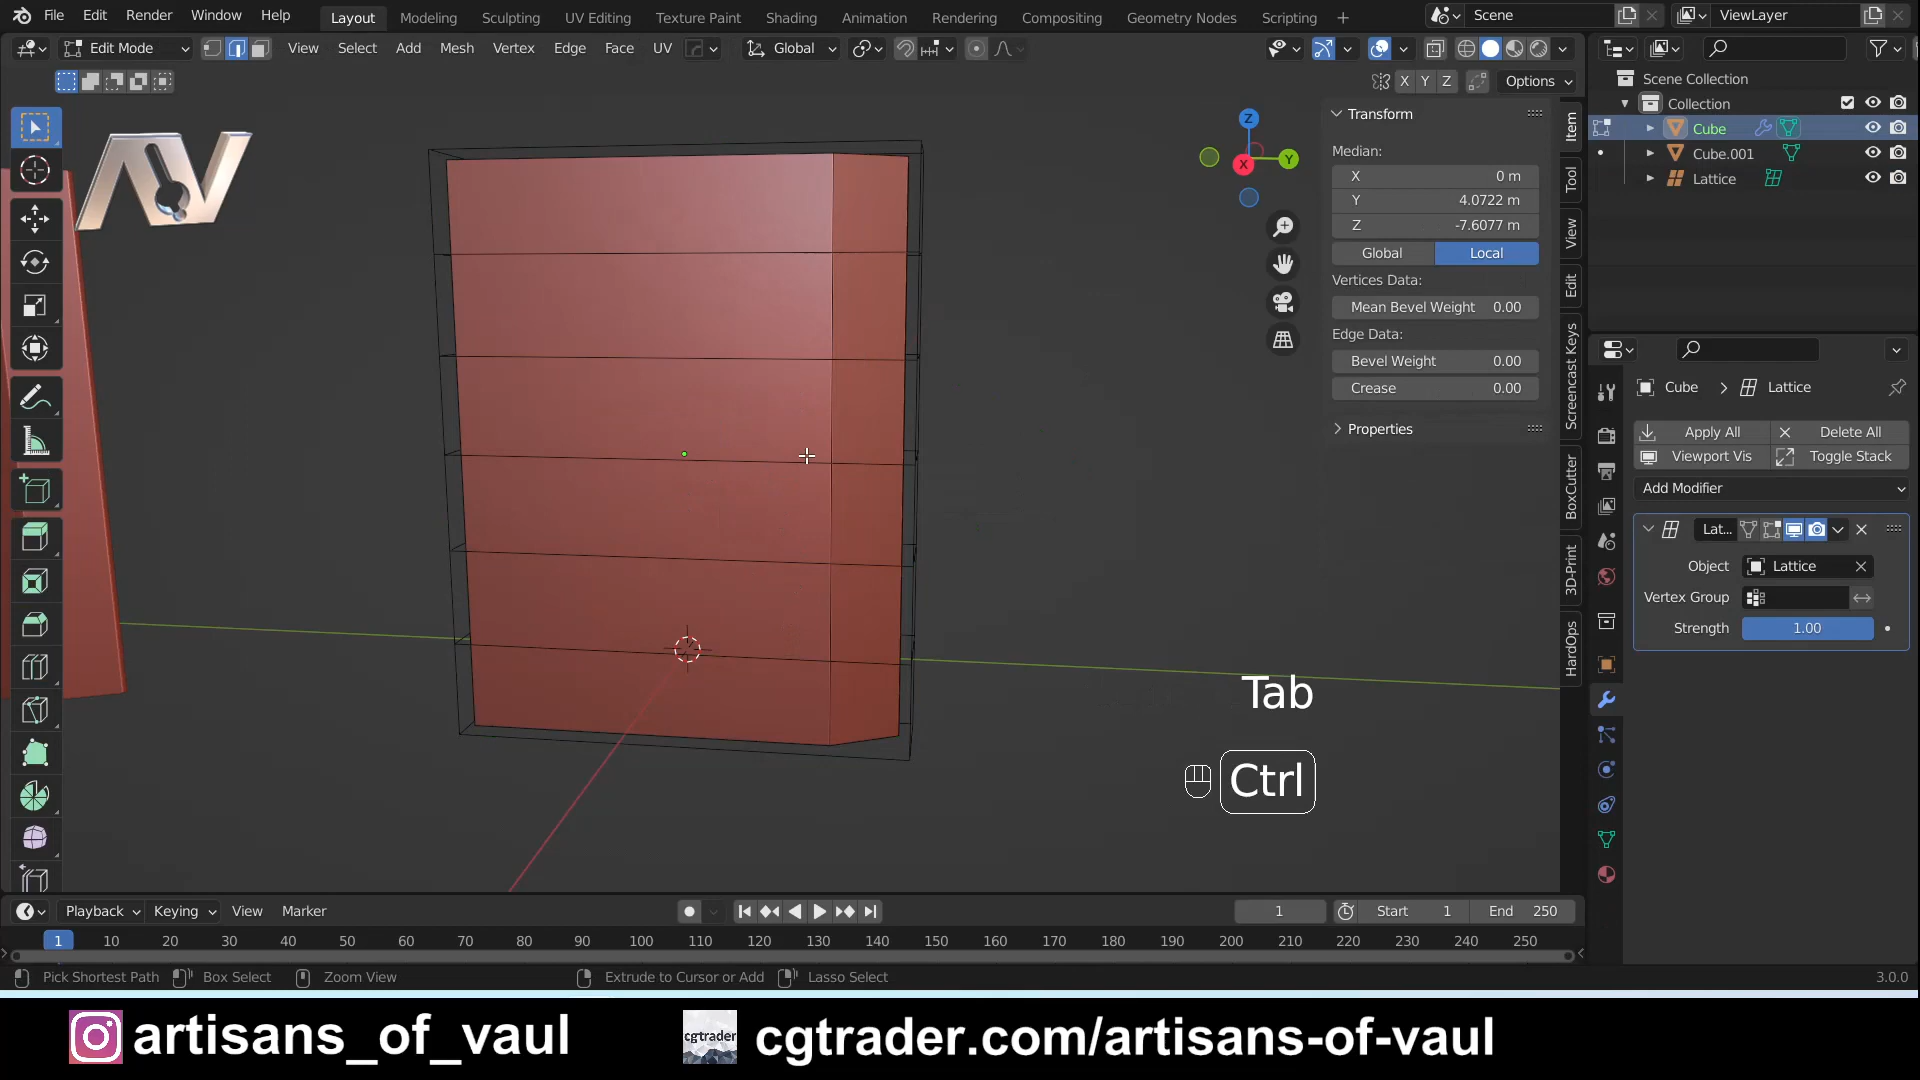 File Edit Render Window Help Layout Modeling Sculpting UV Editing Texture Paint Shading Animation Rendering Compositing Geometry Nodes Scripting + Scene ViewLayer
Edit Mode View Select Add Mesh Vertex Edge Face UV Global
X Y Z Options
Scene Collection
Collection
Cube
Cube.001
Lattice
AV
Z
Y
X
Transform
Median:
X 0 m
Y 4.0722 m
Z -7.6077 m
Global Local
Vertices Data:
Mean Bevel Weight 0.00
Edge Data:
Bevel Weight 0.00
Crease 0.00
Properties
Item
Tool
View
Edit
Screencast Keys
BoxCutter
3D-Print
HardOps
Cube Lattice
Apply All Delete All
Viewport Vis Toggle Stack
Add Modifier
Lat...
Object Lattice
Vertex Group
Strength 1.00
Tab
Ctrl
Playback Keying View Marker 1 Start 1 End 250
1 10 20 30 40 50 60 70 80 90 100 110 120 130 140 150 160 170 180 190 200 210 220 230 240 250
Pick Shortest Path Box Select Zoom View Extrude to Cursor or Add Lasso Select 3.0.0
artisans_of_vaul cgtrader cgtrader.com/artisans-of-vaul